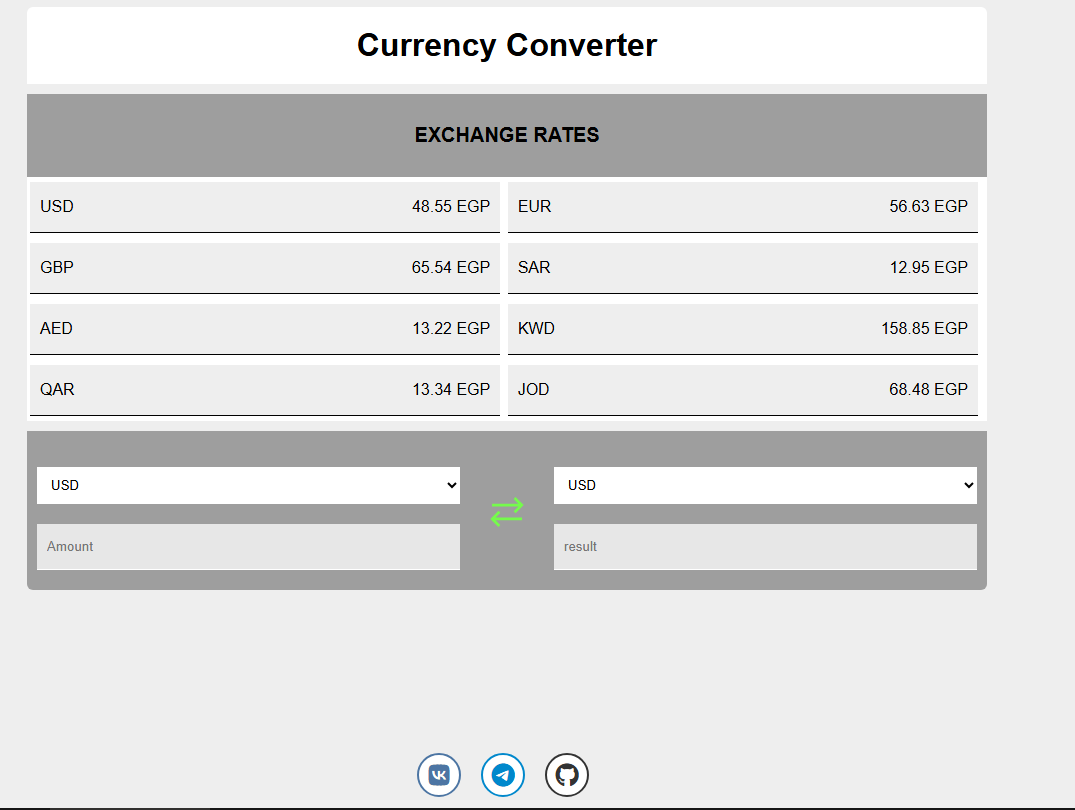 Currency Converter
EXCHANGE RATES
USD 48.55 EGP EUR 56.63 EGP
GBP 65.54 EGP SAR 12.95 EGP
AED 13.22 EGP KWD 158.85 EGP
QAR 13.34 EGP JOD 68.48 EGP
USD USD
Amount result
VK